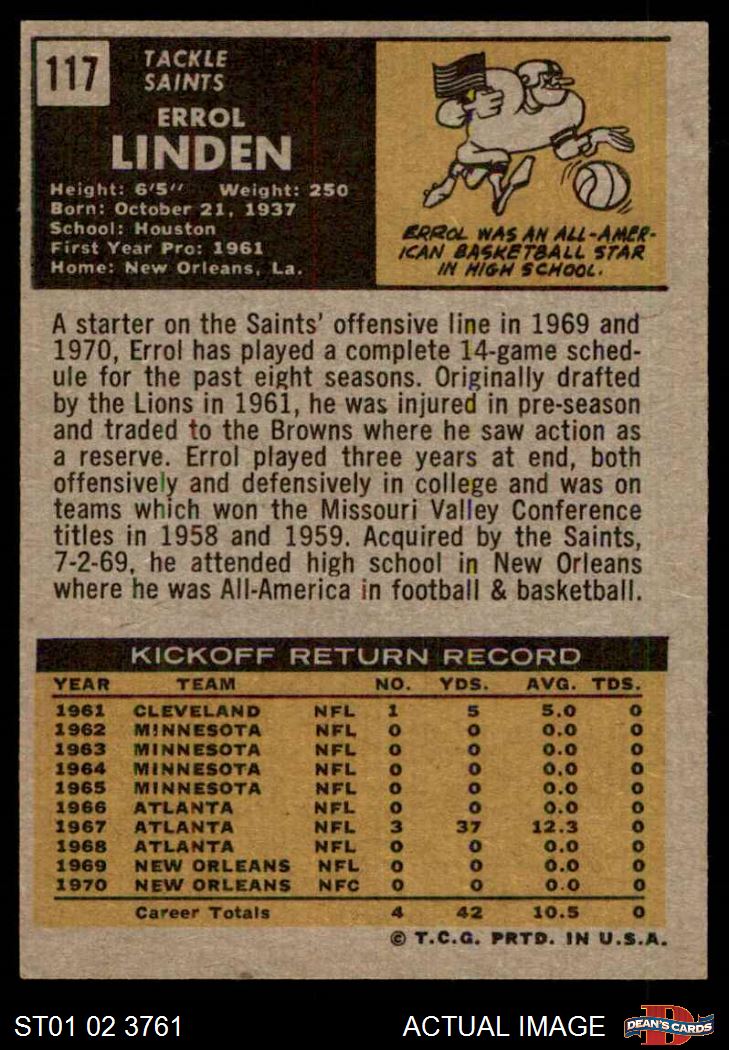 117
TACKLE
SAINTS
ERROL
LINDEN
Height: 6'5" Weight: 250
Born: October 21, 1937
School: Houston
First Year Pro: 1961
Home: New Orleans, La.
ERROL WAS AN ALL-AMER-
ICAN BASKETBALL STAR
IN HIGH SCHOOL.
A starter on the Saints' offensive line in 1969 and
1970, Errol has played a complete 14-game sched-
ule for the past eight seasons. Originally drafted
by the Lions in 1961, he was injured in pre-season
and traded to the Browns where he saw action as
a reserve. Errol played three years at end, both
offensively and defensively in college and was on
teams which won the Missouri Valley Conference
titles in 1958 and 1959. Acquired by the Saints,
7-2-69, he attended high school in New Orleans
where he was All-America in football & basketball.
KICKOFF RETURN RECORD
YEAR TEAM NO. YDS. AVG. TDS.
1961 CLEVELAND NFL 1 5 5.0 0
1962 MINNESOTA NFL 0 0 0.0 0
1963 MINNESOTA NFL 0 0 0.0 0
1964 MINNESOTA NFL 0 0 0.0 0
1965 MINNESOTA NFL 0 0 0.0 0
1966 ATLANTA NFL 0 0 0.0 0
1967 ATLANTA NFL 3 37 12.3 0
1968 ATLANTA NFL 0 0 0.0 0
1969 NEW ORLEANS NFL 0 0 0.0 0
1970 NEW ORLEANS NFC 0 0 0.0 0
Career Totals 4 42 10.5 0
© T.C.G. PRTD. IN U.S.A.
ST01 02 3761 ACTUAL IMAGE
D
DEAN'S CARDS